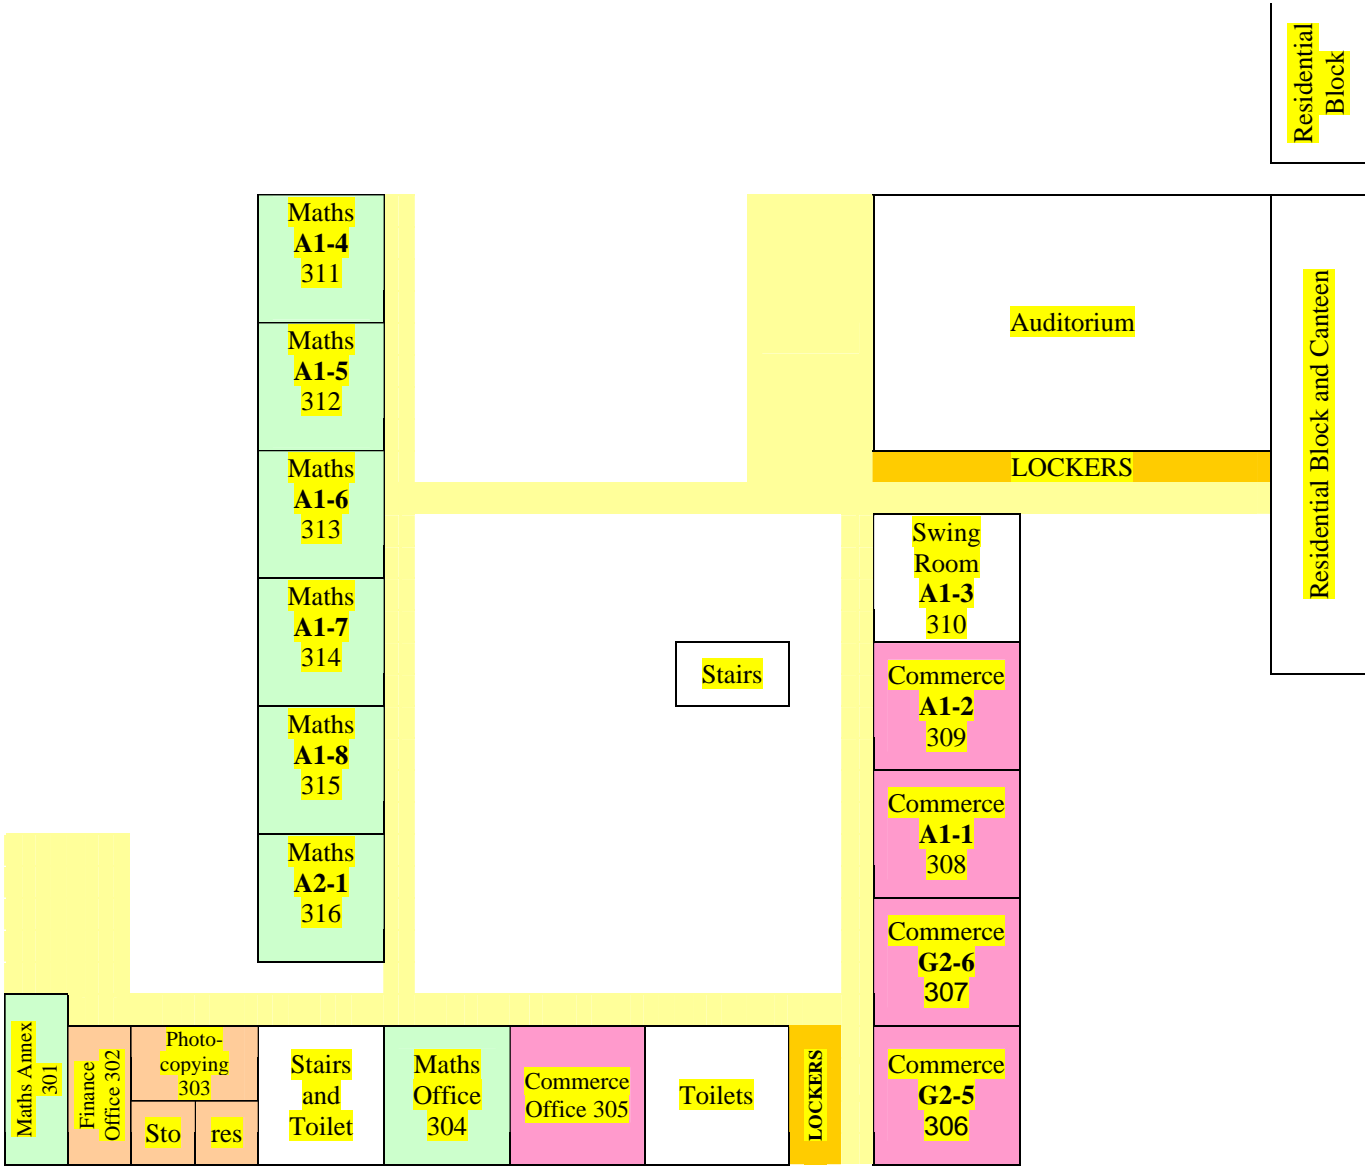 Residential
Block
Maths
A1-4
311
Maths
A1-5
312
Maths
A1-6
313
Maths
A1-7
314
Maths
A1-8
315
Maths
A2-1
316
Auditorium
LOCKERS
Residential Block and Canteen
Swing
Room
A1-3
310
Stairs
Commerce
A1-2
309
Commerce
A1-1
308
Commerce
G2-6
307
Commerce
G2-5
306
Maths Annex
301
Finance
Office 302
Photo-
copying
303
Sto
res
Stairs
and
Toilet
Maths
Office
304
Commerce
Office 305
Toilets
LOCKERS